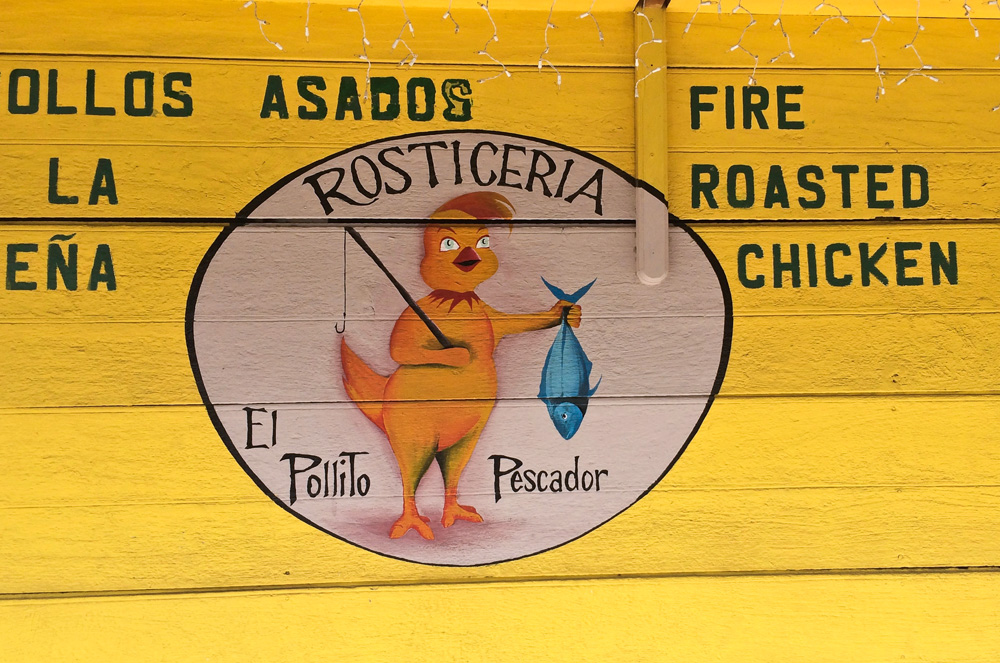 OLLOS ASADOS
LA
EÑA
ROSTICERIA
El
Pollito
Pescador
FIRE
ROASTED
CHICKEN